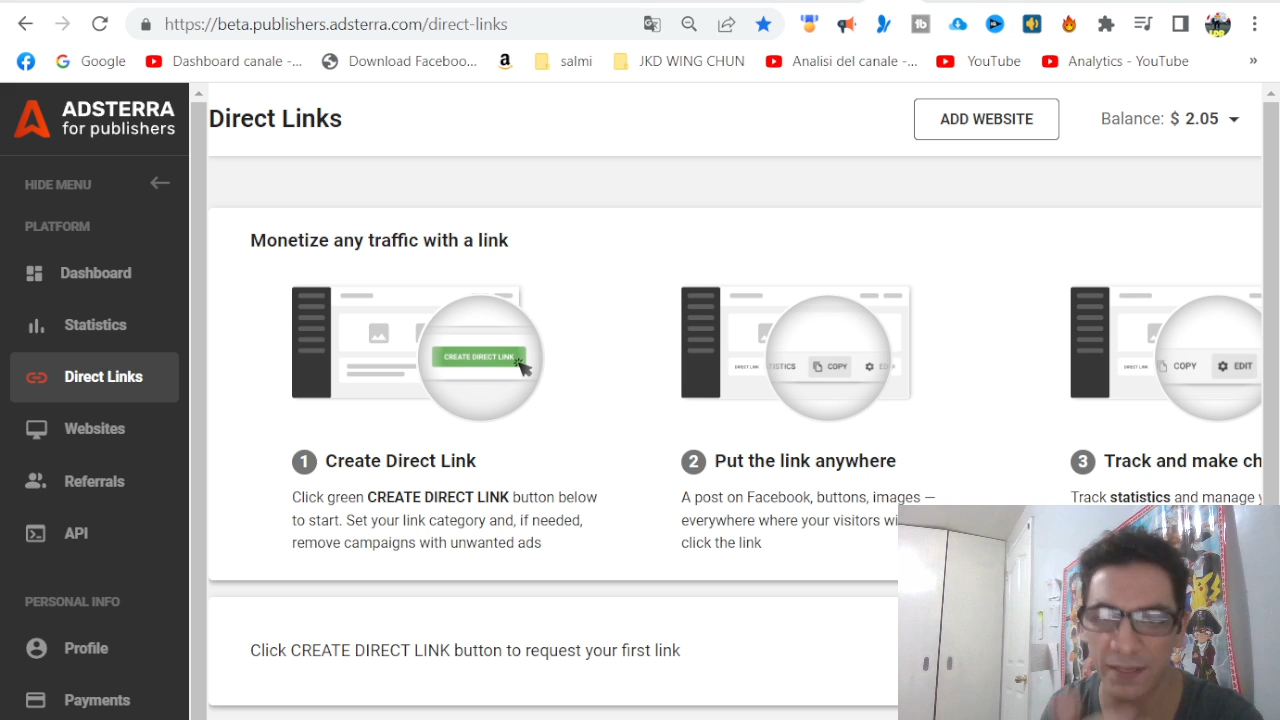 https://beta.publishers.adsterra.com/direct-links
Google
Dashboard canale -...
Download Faceboo...
salmi
JKD WING CHUN
Analisi del canale -...
YouTube
Analytics - YouTube
»
ADSTERRA
for publishers
Direct Links
ADD WEBSITE
Balance: $ 2.05
HIDE MENU
PLATFORM
Dashboard
Statistics
Direct Links
Websites
Referrals
API
PERSONAL INFO
Profile
Payments
Monetize any traffic with a link
CREATE DIRECT LINK
DIRECT LINK
TISTICS
COPY
DIRECT LINK
COPY
EDIT
1 Create Direct Link
Click green CREATE DIRECT LINK button below
to start. Set your link category and, if needed,
remove campaigns with unwanted ads
2 Put the link anywhere
A post on Facebook, buttons, images —
everywhere where your visitors wi
click the link
3 Track and make ch
Track statistics and manage
Click CREATE DIRECT LINK button to request your first link